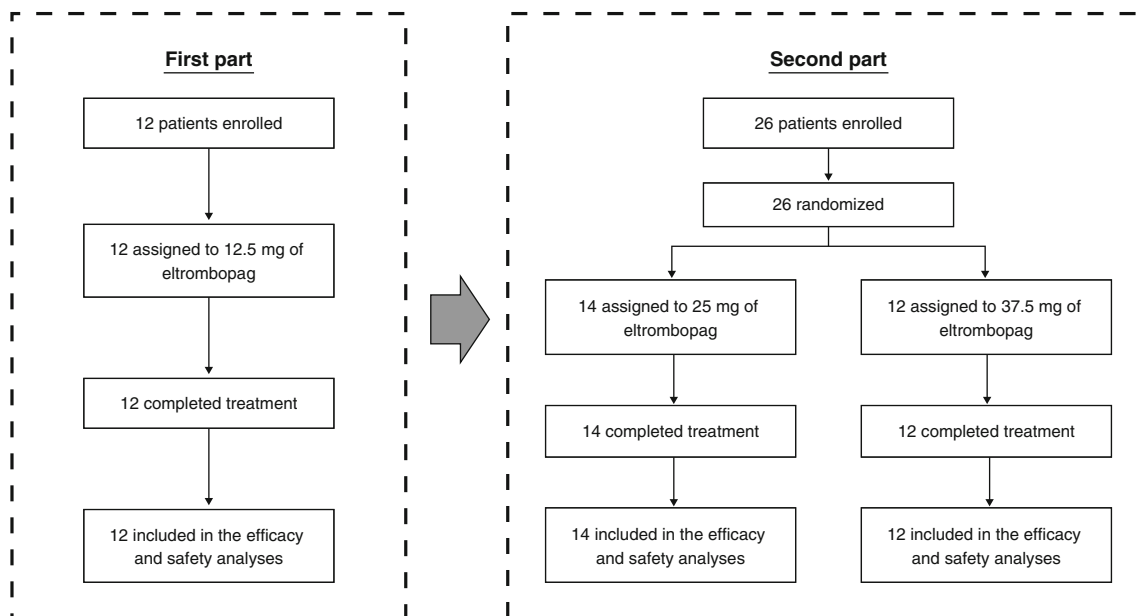 First part
12 patients enrolled
12 assigned to 12.5 mg of
eltrombopag
12 completed treatment
12 included in the efficacy
and safety analyses
Second part
26 patients enrolled
26 randomized
14 assigned to 25 mg of
eltrombopag
12 assigned to 37.5 mg of
eltrombopag
14 completed treatment
12 completed treatment
14 included in the efficacy
and safety analyses
12 included in the efficacy
and safety analyses